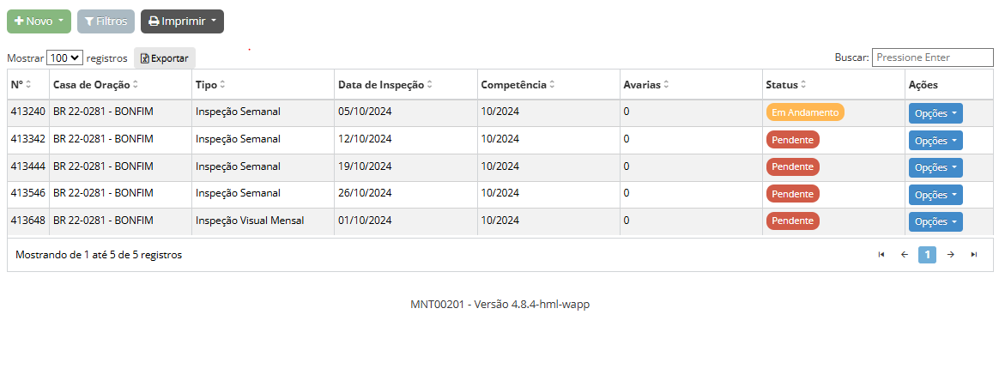 Novo Filtros Imprimir
Mostrar 100 registros Exportar Buscar: Pressione Enter
Nº Casa de Oração Tipo Data de Inspeção Competência Avarias Status Ações
413240 BR 22-0281 - BONFIM Inspeção Semanal 05/10/2024 10/2024 0 Em Andamento Opções
413342 BR 22-0281 - BONFIM Inspeção Semanal 12/10/2024 10/2024 0 Pendente Opções
413444 BR 22-0281 - BONFIM Inspeção Semanal 19/10/2024 10/2024 0 Pendente Opções
413546 BR 22-0281 - BONFIM Inspeção Semanal 26/10/2024 10/2024 0 Pendente Opções
413648 BR 22-0281 - BONFIM Inspeção Visual Mensal 01/10/2024 10/2024 0 Pendente Opções
Mostrando de 1 até 5 de 5 registros 1
MNT00201 - Versão 4.8.4-hml-wapp